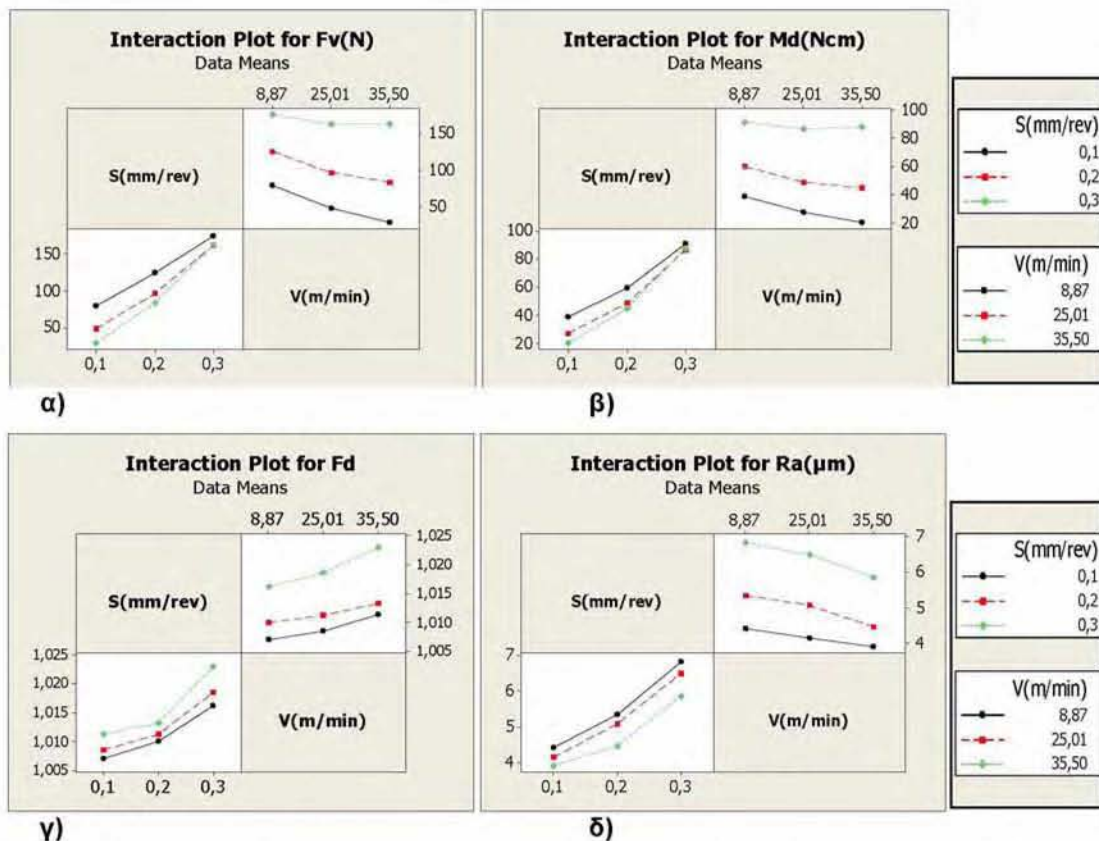 Interaction Plot for Fv(N)
Data Means
8,87 25,01 35,50
S(mm/rev)
150
100
50
150
100
50
V(m/min)
0,1 0,2 0,3
α)
Interaction Plot for Md(Ncm)
Data Means
8,87 25,01 35,50
S(mm/rev)
100
80
60
40
20
100
80
60
40
20
V(m/min)
0,1 0,2 0,3
β)
S(mm/rev)
0,1
0,2
0,3
V(m/min)
8,87
25,01
35,50
Interaction Plot for Fd
Data Means
8,87 25,01 35,50
S(mm/rev)
1,025
1,020
1,015
1,010
1,005
1,025
1,020
1,015
1,010
1,005
V(m/min)
0,1 0,2 0,3
γ)
Interaction Plot for Ra(μm)
Data Means
8,87 25,01 35,50
S(mm/rev)
7
6
5
4
7
6
5
4
V(m/min)
0,1 0,2 0,3
δ)
S(mm/rev)
0,1
0,2
0,3
V(m/min)
8,87
25,01
35,50